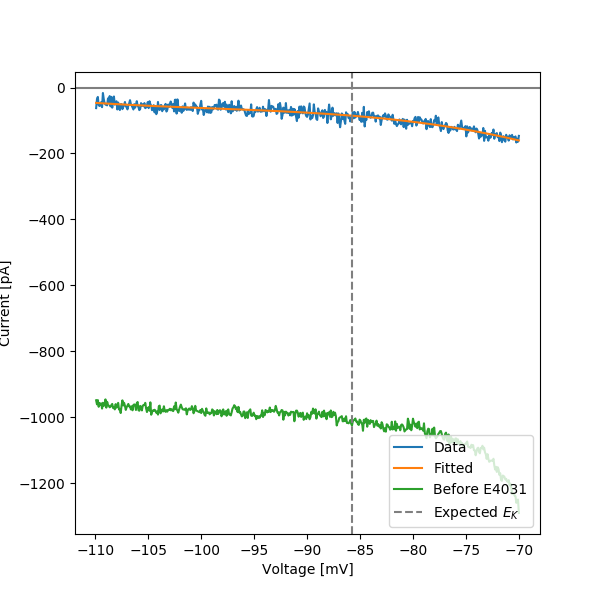 0
−200
−400
−600
−800
−1000
−1200
Current [pA]
Data
Fitted
Before E4031
Expected E_K
−110 −105 −100 −95 −90 −85 −80 −75 −70
Voltage [mV]